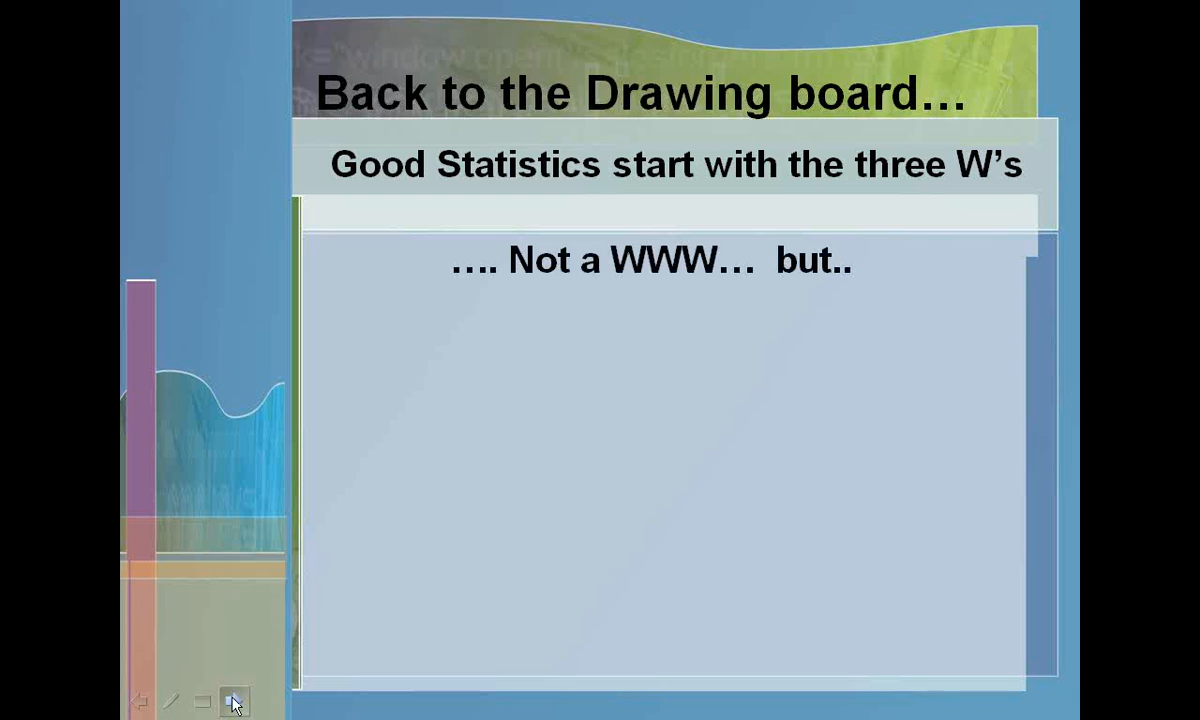 Back to the Drawing board…
Good Statistics start with the three W’s
…. Not a WWW…  but..